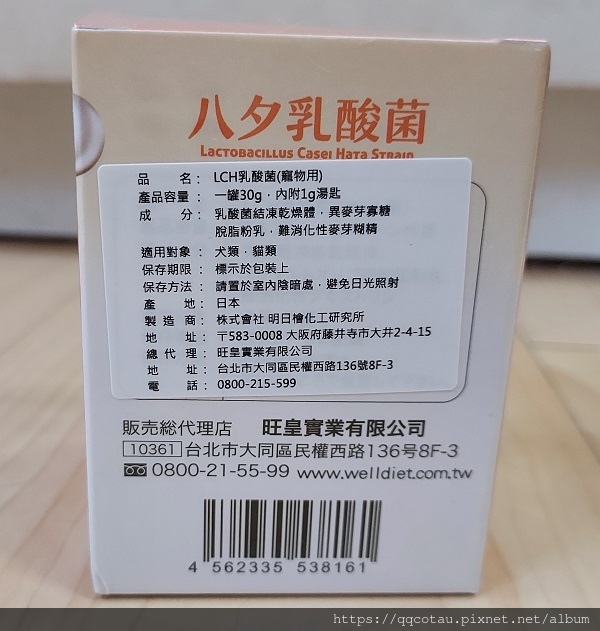 八夕乳酸菌
LACTOBACILLUS CASEI HATA STRAIN
品 名： LCH乳酸菌(寵物用)
產品容量： 一罐30g，內附1g湯匙
成 分： 乳酸菌結凍乾燥體，異麥芽寡糖
脫脂粉乳，難消化性麥芽糊精
適用對象： 犬類，貓類
保存期限： 標示於包裝上
保存方法： 請置於室內陰暗處，避免日光照射
產 地： 日本
製 造 商： 株式會社 明日檜化工研究所
地 址： 〒583-0008 大阪府藤井寺市大井2-4-15
總 代 理： 旺皇實業有限公司
地 址： 台北市大同區民權西路136號8F-3
電 話： 0800-215-599
販売総代理店 旺皇實業有限公司
10361 台北市大同區民權西路136号8F-3
0800-21-55-99 www.welldiet.com.tw
4 562335 538161
https://qqcotau.pixnet.net/album